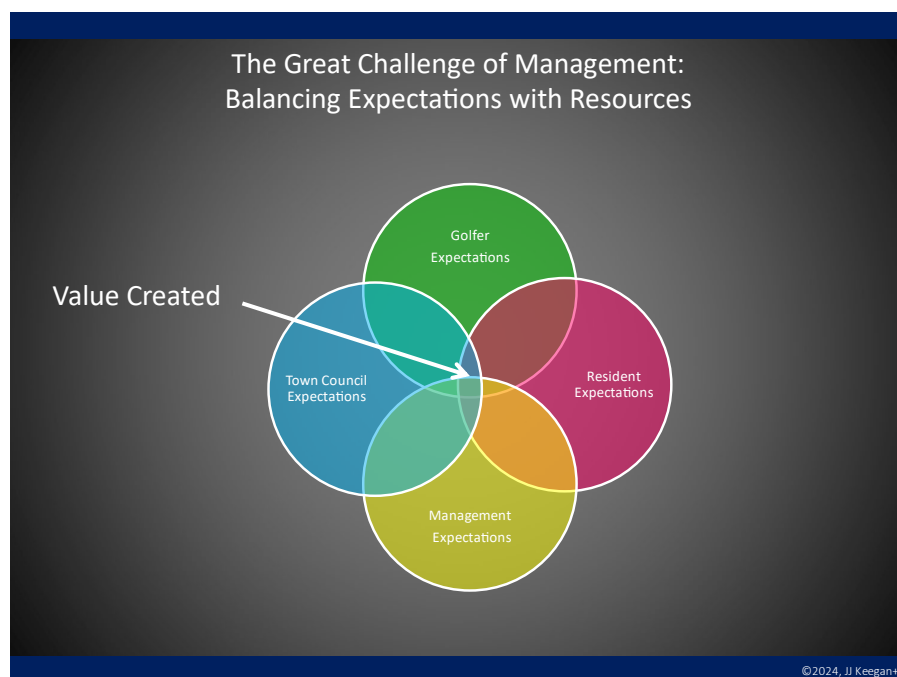 The Great Challenge of Management:
Balancing Expectations with Resources
Golfer
Expectations
Value Created
Town Council
Expectations
Resident
Expectations
Management
Expectations
©2024, JJ Keegan+